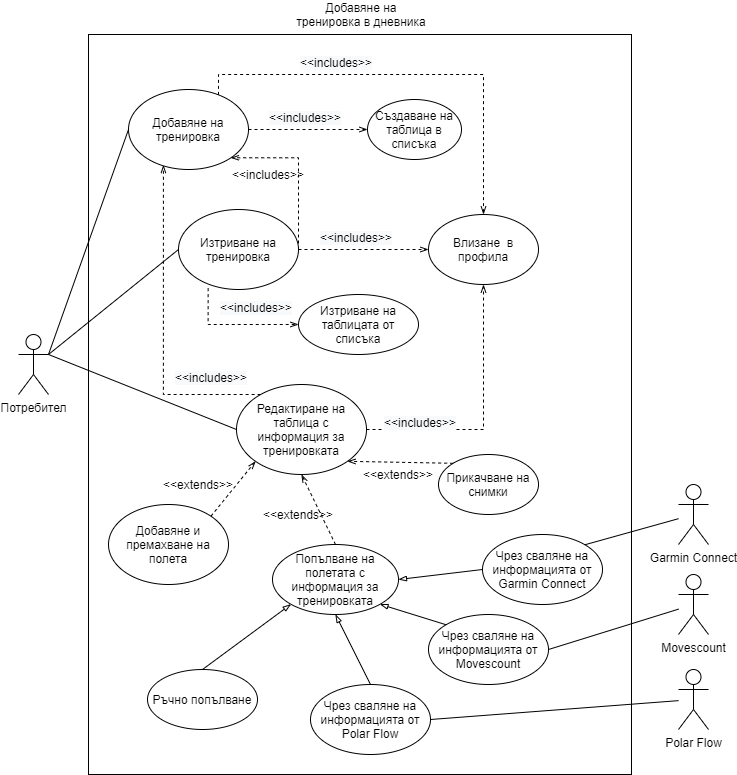 Добавяне на
тренировка в дневника
<<includes>>
Добавяне на
тренировка
<<includes>>
Създаване на
таблица в
списъка
<<includes>>
Изтриване на
тренировка
<<includes>>
Влизане в
профила
<<includes>>
Изтриване на
таблицата от
списъка
Потребител
<<includes>>
Редактиране на
таблица с
информация за
тренировката
<<includes>>
<<extends>>
<<extends>>
Прикачване на
снимки
<<extends>>
Добавяне и
премахване на
полета
Попълване на
полетата с
информация за
тренировката
Чрез сваляне на
информацията от
Garmin Connect
Garmin Connect
Чрез сваляне на
информацията от
Movescount
Movescount
Ръчно попълване
Чрез сваляне на
информацията от
Polar Flow
Polar Flow